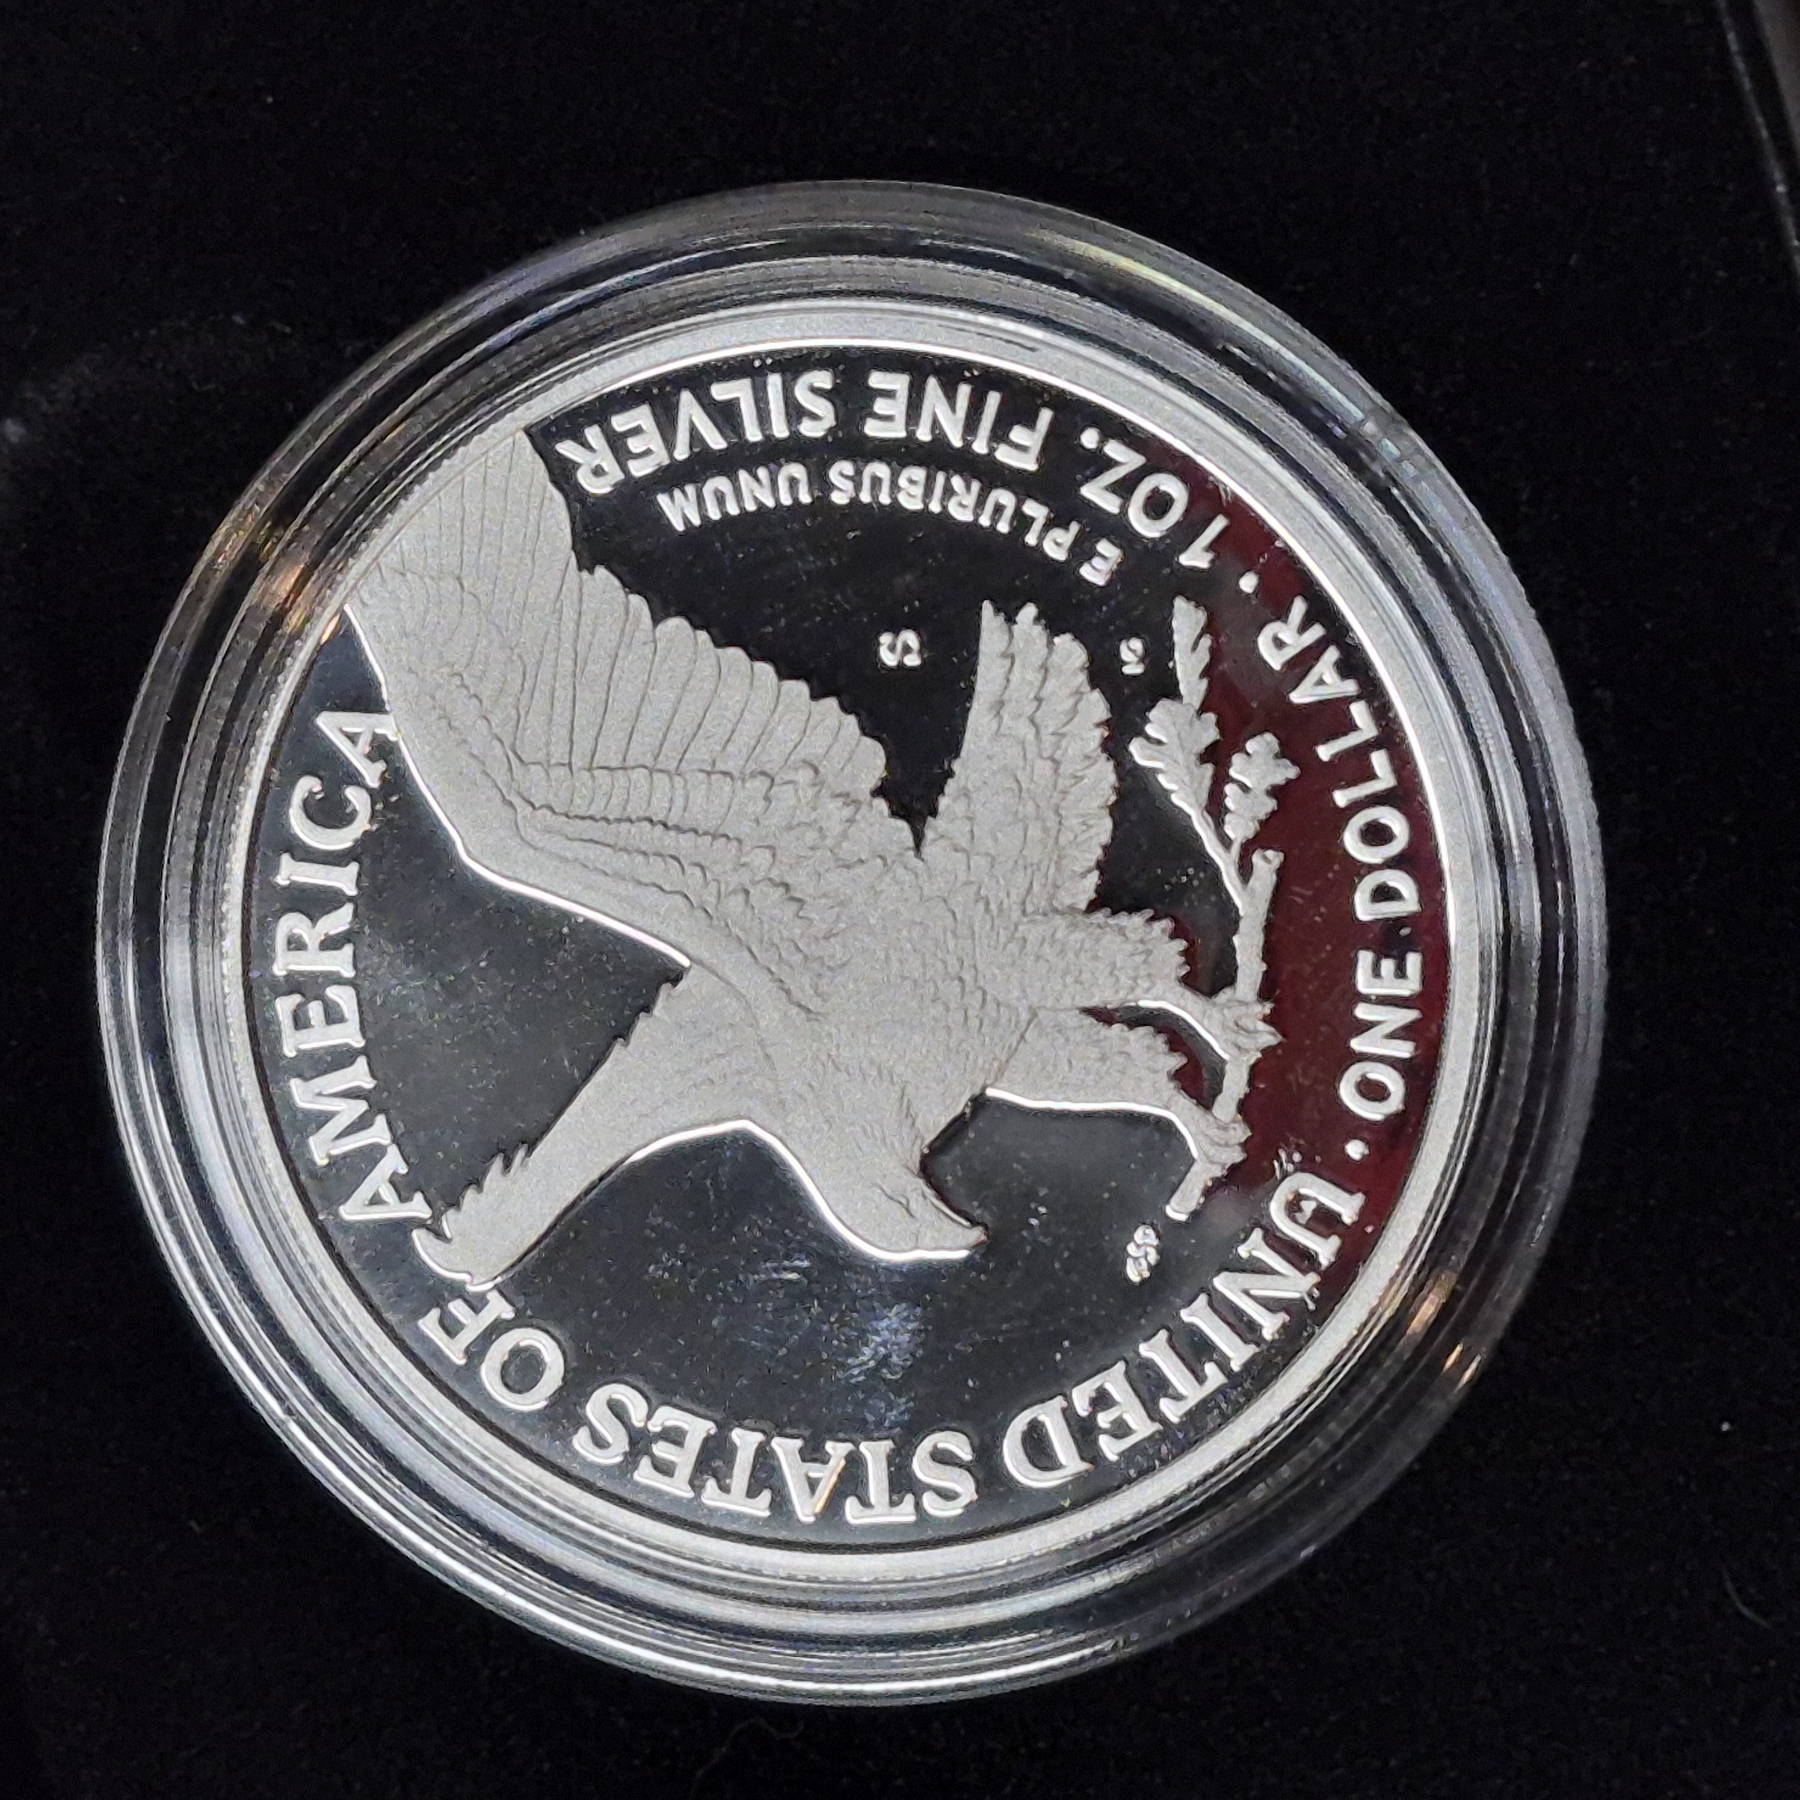 UNITED STATES OF AMERICA
· ONE DOLLAR · 1 OZ. FINE SILVER
E PLURIBUS UNUM
S